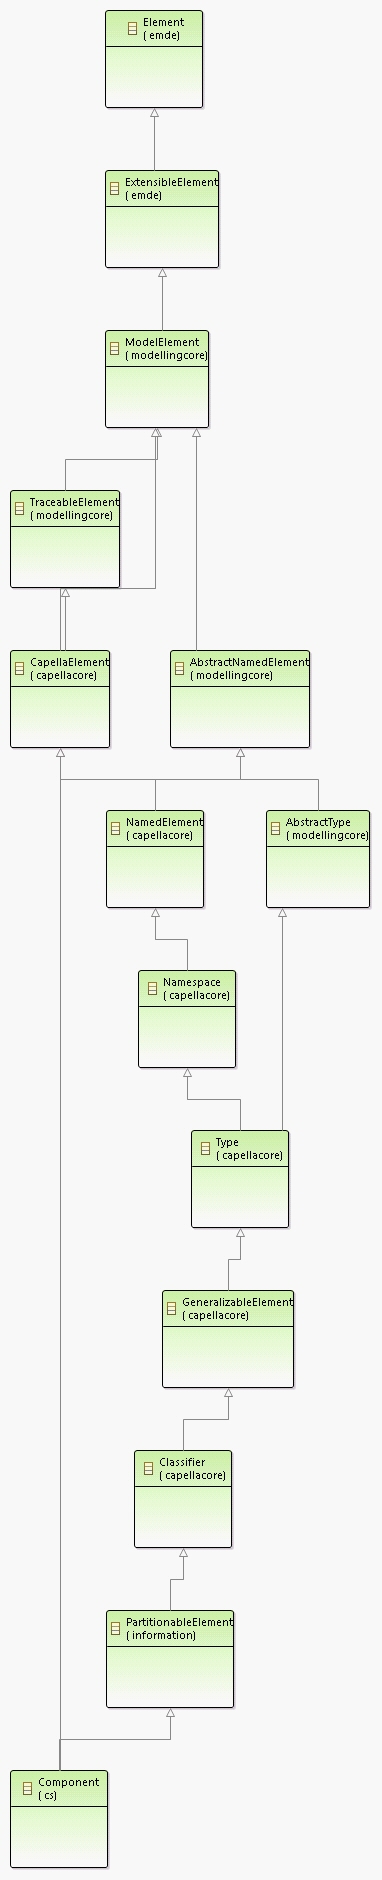 Element
( emde)
ExtensibleElement
( emde)
ModelElement
( modellingcore)
TraceableElement
( modellingcore)
CapellaElement
( capellacore)
AbstractNamedElement
( modellingcore)
NamedElement
( capellacore)
AbstractType
( modellingcore)
Namespace
( capellacore)
Type
( capellacore)
GeneralizableElement
( capellacore)
Classifier
( capellacore)
PartitionableElement
( information)
Component
( cs)